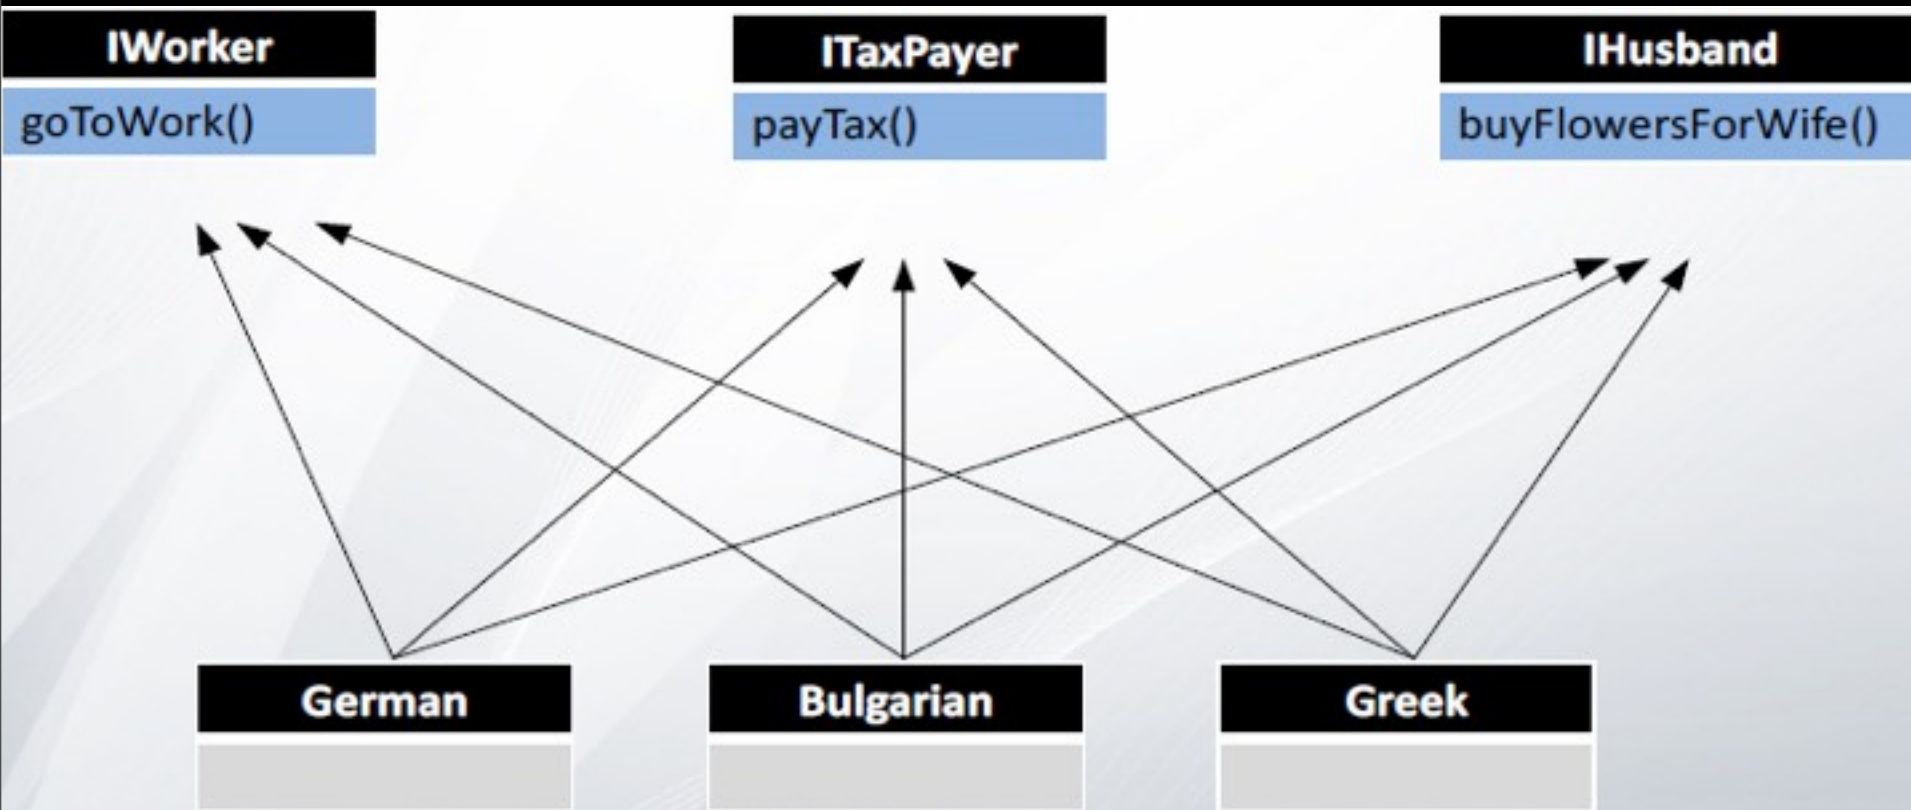 IWorker
goToWork()
ITaxPayer
payTax()
IHusband
buyFlowersForWife()
German
Bulgarian
Greek